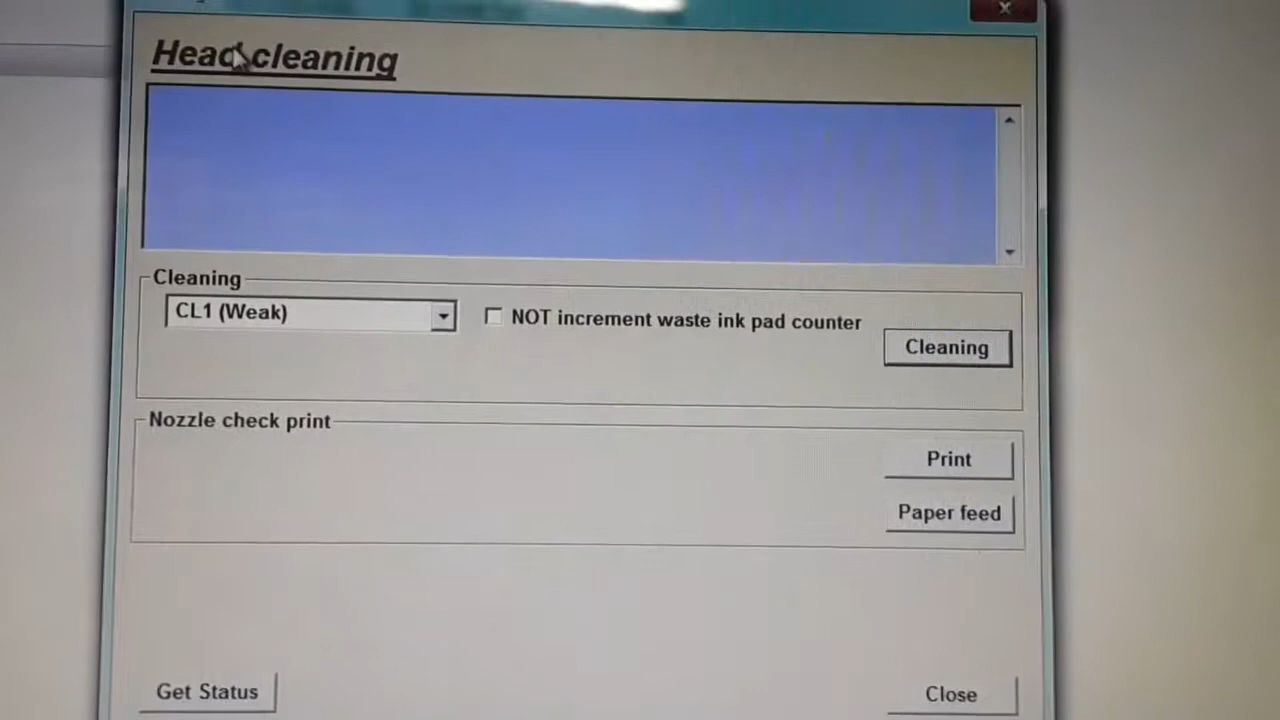 Head cleaning
Cleaning
CL1 (Weak)
NOT increment waste ink pad counter
Cleaning
Nozzle check print
Print
Paper feed
Get Status
Close